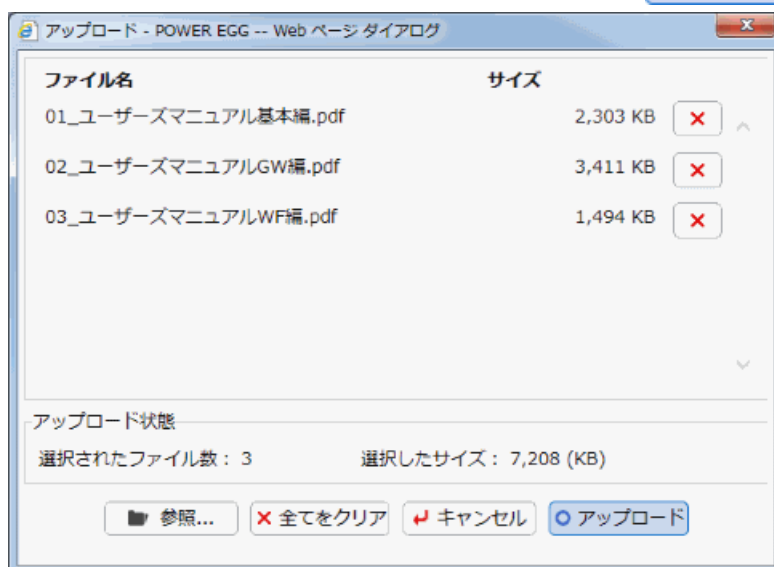 アップロード - POWER EGG -- Web ページ ダイアログ
ファイル名 サイズ
01_ユーザーズマニュアル基本編.pdf 2,303 KB
02_ユーザーズマニュアルGW編.pdf 3,411 KB
03_ユーザーズマニュアルWF編.pdf 1,494 KB
アップロード状態
選択されたファイル数： 3 選択したサイズ： 7,208 (KB)
参照... 全てをクリア キャンセル アップロード